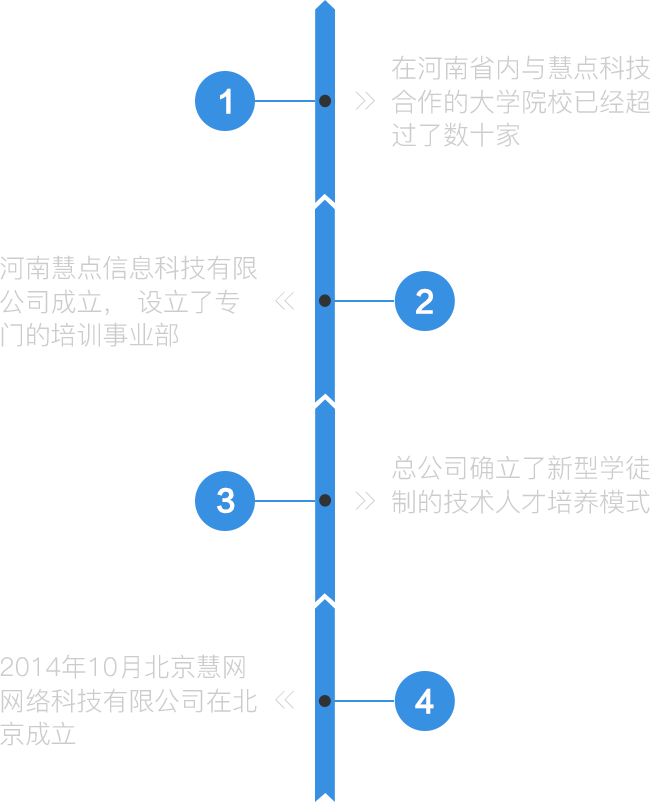 1
在河南省内与慧点科技
合作的大学院校已经超
过了数十家
河南慧点信息科技有限
公司成立， 设立了专
门的培训事业部
2
3
总公司确立了新型学徒
制的技术人才培养模式
2014年10月北京慧网
网络科技有限公司在北
京成立
4